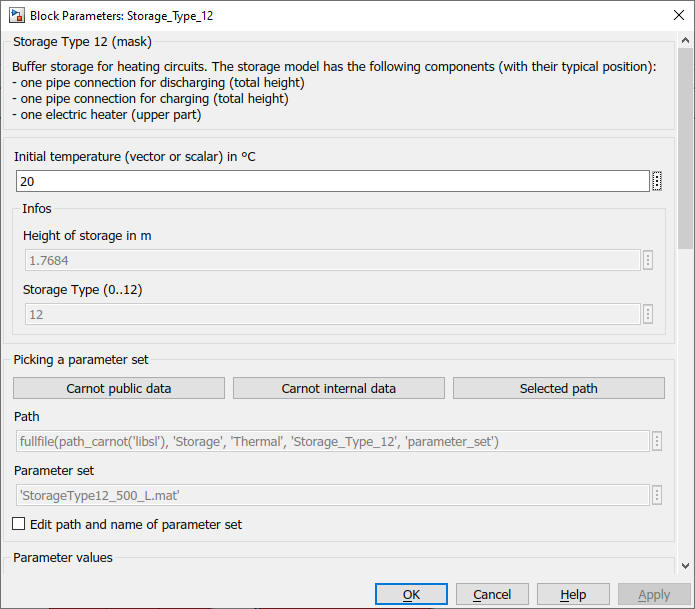 Block Parameters: Storage_Type_12
Storage Type 12 (mask)
Buffer storage for heating circuits. The storage model has the following components (with their typical position):
- one pipe connection for discharging (total height)
- one pipe connection for charging (total height)
- one electric heater (upper part)
Initial temperature (vector or scalar) in ºC
20
Infos
Height of storage in m
1.7684
Storage Type (0..12)
12
Picking a parameter set
Carnot public data
Carnot internal data
Selected path
Path
fullfile(path_carnot('libsl'), 'Storage', 'Thermal', 'Storage_Type_12', 'parameter_set')
Parameter set
'StorageType12_500_L.mat'
Edit path and name of parameter set
Parameter values
OK
Cancel
Help
Apply